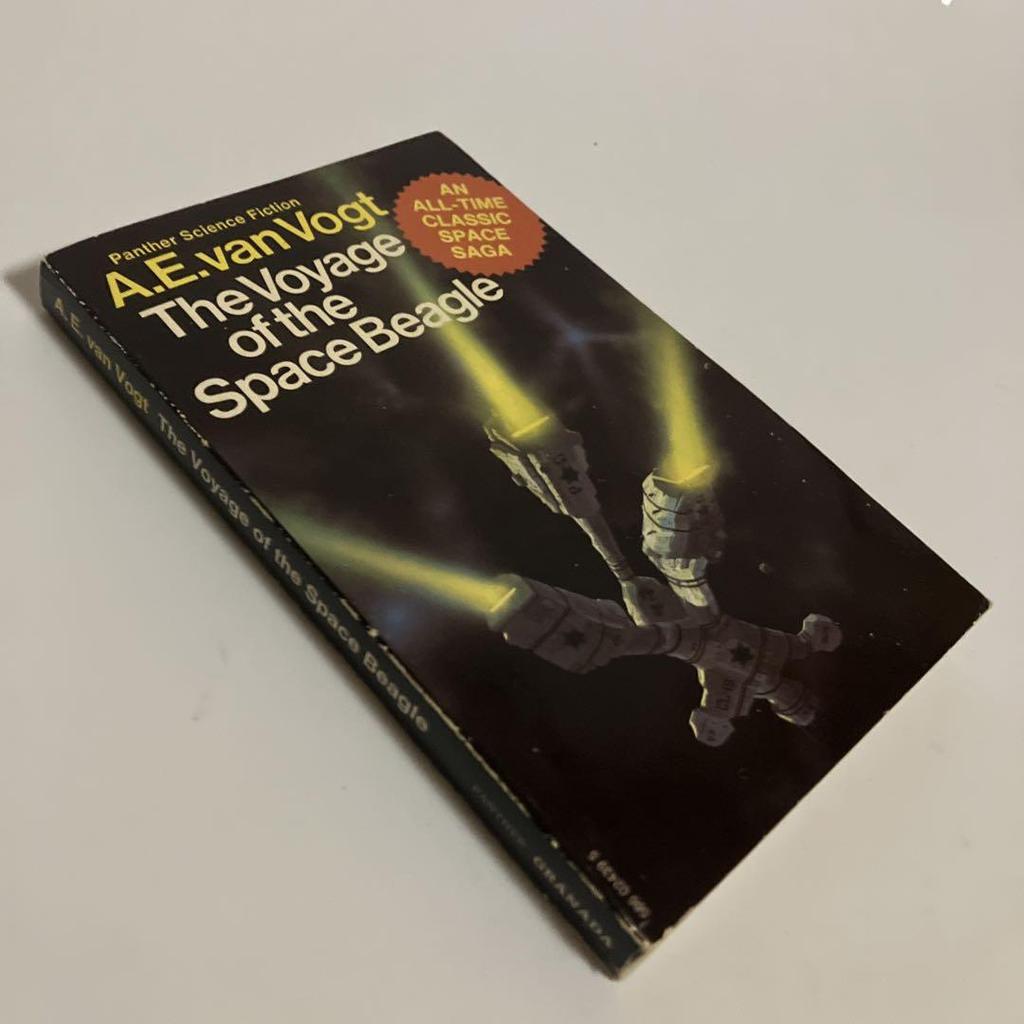 Panther Science Fiction
A.E.van Vogt
The Voyage
of the
Space Beagle
AN
ALL-TIME
CLASSIC
SPACE
SAGA
A. E. van Vogt The Voyage of the Space Beagle PANTHER GRANADA